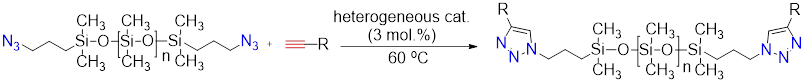 CH₃ CH₃ CH₃ heterogeneous cat. R R
N₃ Si—O—[Si—O—]Si N₃ + ≡—R (3 mol.%) N N N CH₃ CH₃ CH₃ N N N
CH₃ CH₃ n CH₃ 60 ºC Si—O—[Si—O—]Si
CH₃ CH₃ n CH₃